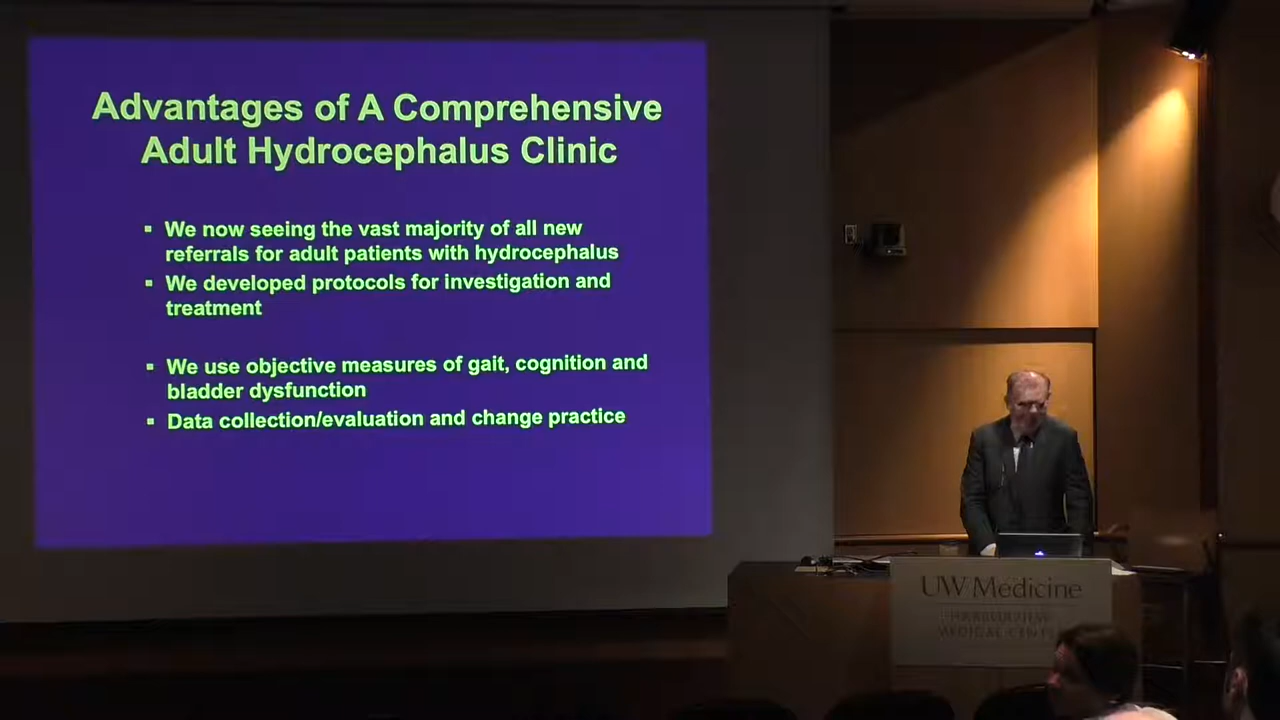 Advantages of A Comprehensive
Adult Hydrocephalus Clinic
▪ We now seeing the vast majority of all new
referrals for adult patients with hydrocephalus
▪ We developed protocols for investigation and
treatment
▪ We use objective measures of gait, cognition and
bladder dysfunction
▪ Data collection/evaluation and change practice
UW Medicine
MEDICAL CENTER